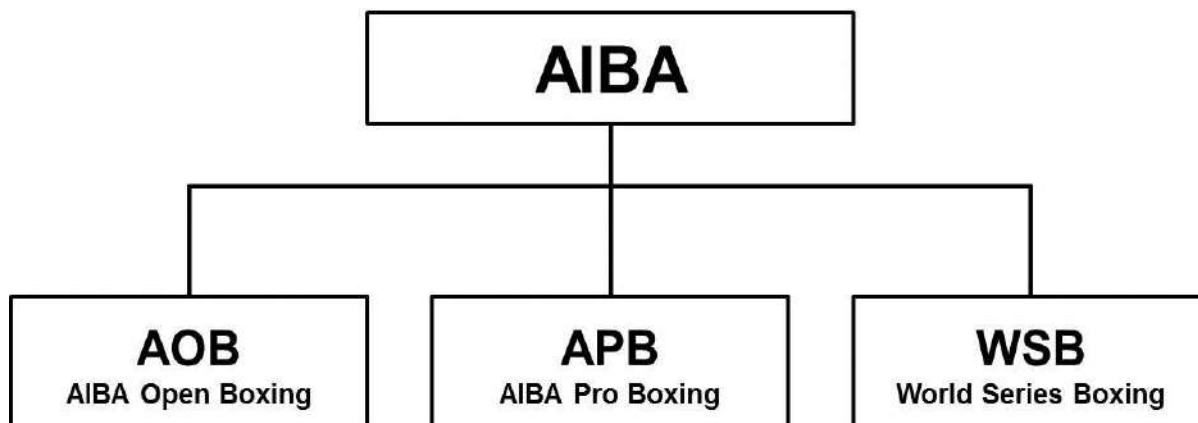 AIBA
AOB
AIBA Open Boxing
APB
AIBA Pro Boxing
WSB
World Series Boxing